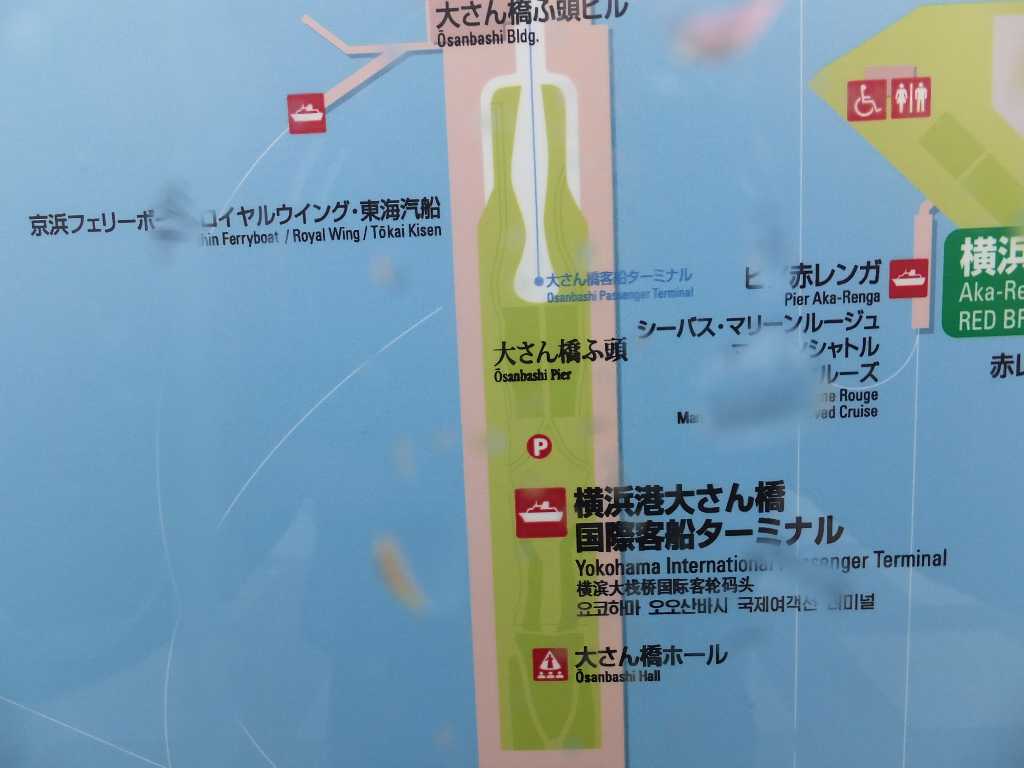 大さん橋ふ頭ビル
Ōsanbashi Bldg.
京浜フェリーボ ロイヤルウイング・東海汽船
Ferryboat / Royal Wing / Tōkai Kisen
大さん橋客船ターミナル
Osanbashi Passenger Terminal
ピ 赤レンガ
Pier Aka-Renga
シーバス・マリーンルージュ
シャトル
ルーズ
Rouge
Cruise
横浜
Aka-Re
RED BR
赤レ
大さん橋ふ頭
Ōsanbashi Pier
P
横浜港大さん橋
国際客船ターミナル
Yokohama International Passenger Terminal
横滨大栈桥国际客轮码头
요코하마 오오산바시 국제여객선 터미널
大さん橋ホール
Ōsanbashi Hall